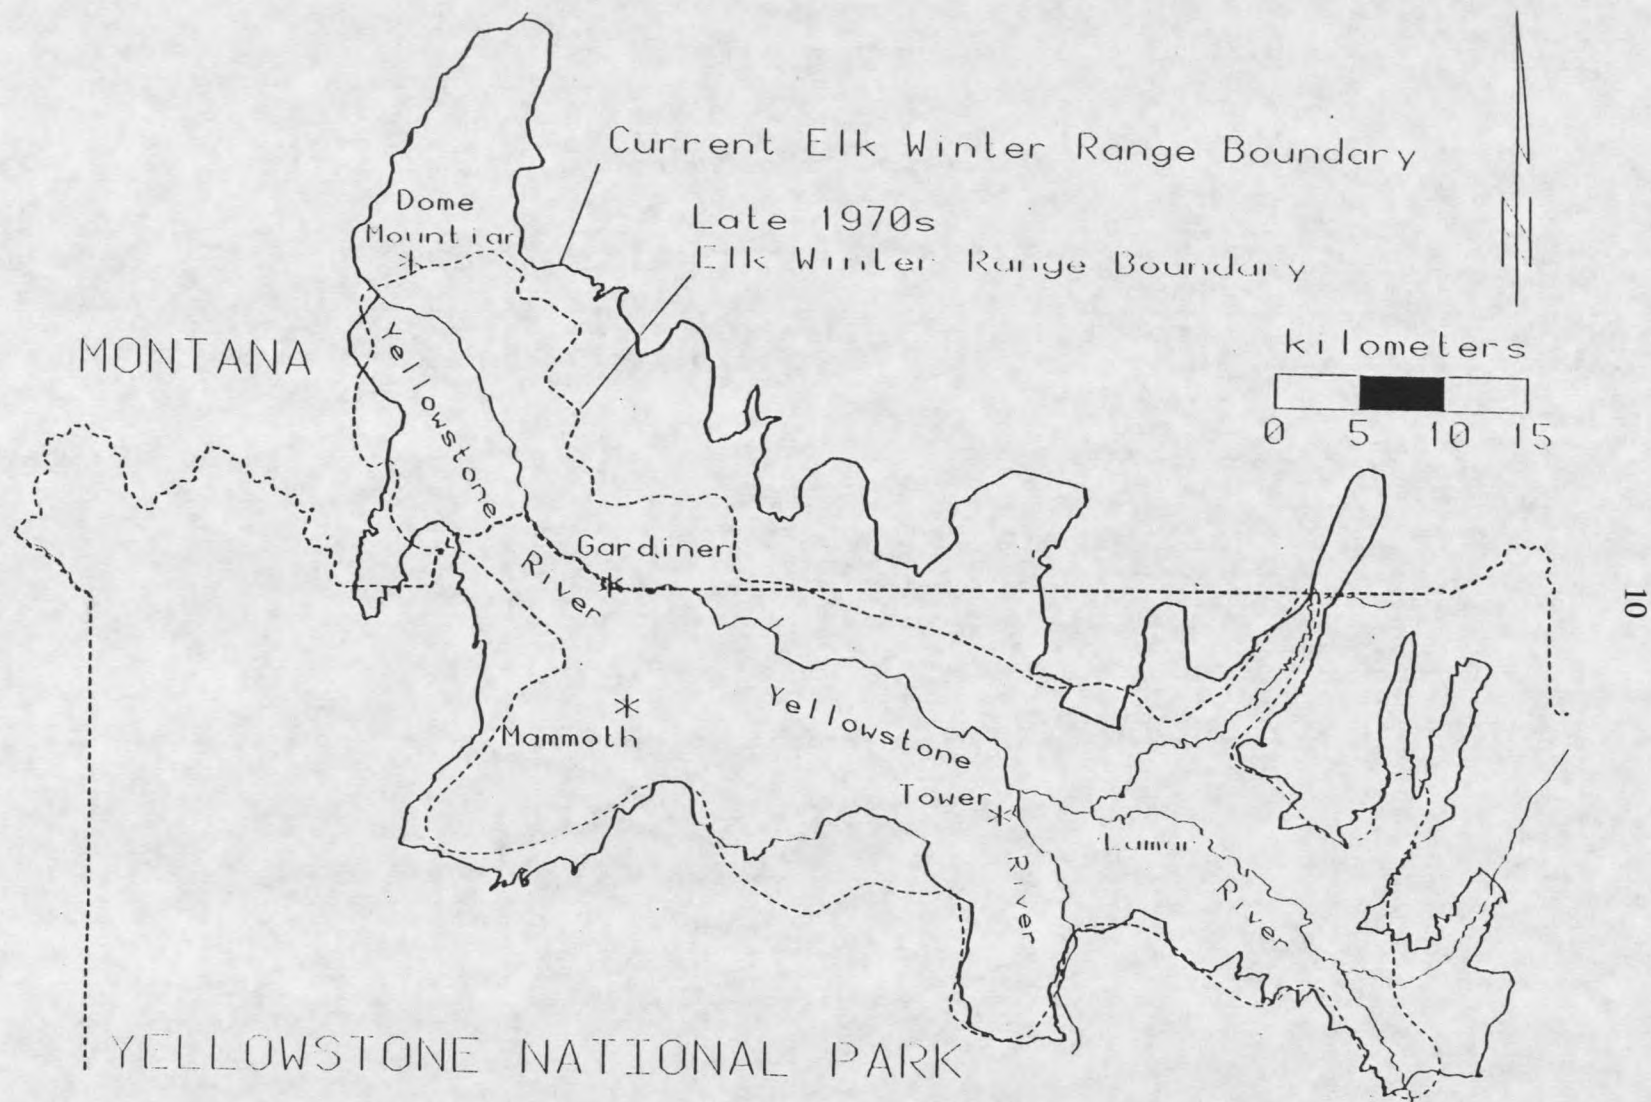 Current Elk Winter Range Boundary
Dome
Mountiar
Late 1970s
Elk Winter Range Boundary
MONTANA
kilometers
0 5 10 15
Yellowstone
River
Gardiner
10
Mammoth
Yellowstone
River
Tower
Lamar
River
YELLOWSTONE NATIONAL PARK
N